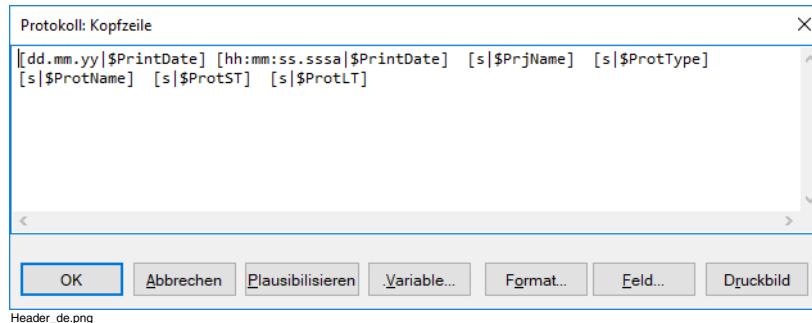 Protokoll: Kopfzeile
[dd.mm.yy|$PrintDate] [hh:mm:ss.sssa|$PrintDate]  [s|$PrjName]  [s|$ProtType]
[s|$ProtName]  [s|$ProtST]  [s|$ProtLT]
OK Abbrechen Plausibilisieren .Variable... Format... Feld... Druckbild
Header_de.png